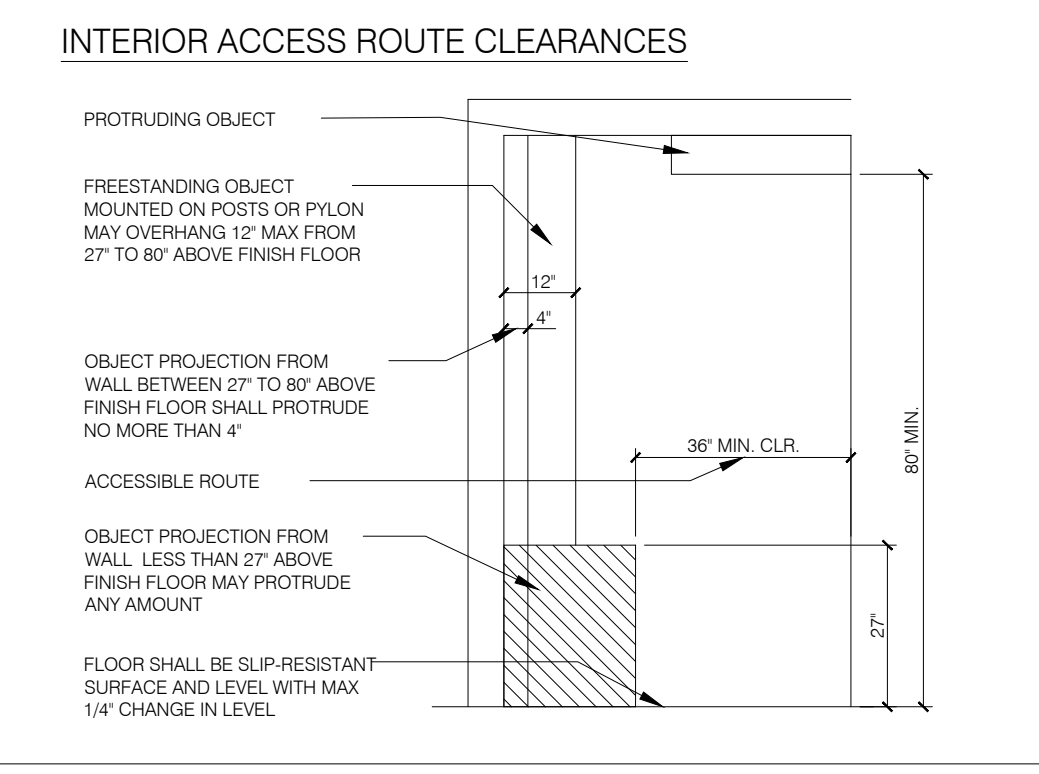 INTERIOR ACCESS ROUTE CLEARANCES
PROTRUDING OBJECT
FREESTANDING OBJECT
MOUNTED ON POSTS OR PYLON
MAY OVERHANG 12" MAX FROM
27" TO 80" ABOVE FINISH FLOOR
12"
4"
OBJECT PROJECTION FROM
WALL BETWEEN 27" TO 80" ABOVE
FINISH FLOOR SHALL PROTRUDE
NO MORE THAN 4"
36" MIN. CLR.
80" MIN.
ACCESSIBLE ROUTE
OBJECT PROJECTION FROM
WALL LESS THAN 27" ABOVE
FINISH FLOOR MAY PROTRUDE
ANY AMOUNT
27"
FLOOR SHALL BE SLIP-RESISTANT
SURFACE AND LEVEL WITH MAX
1/4" CHANGE IN LEVEL